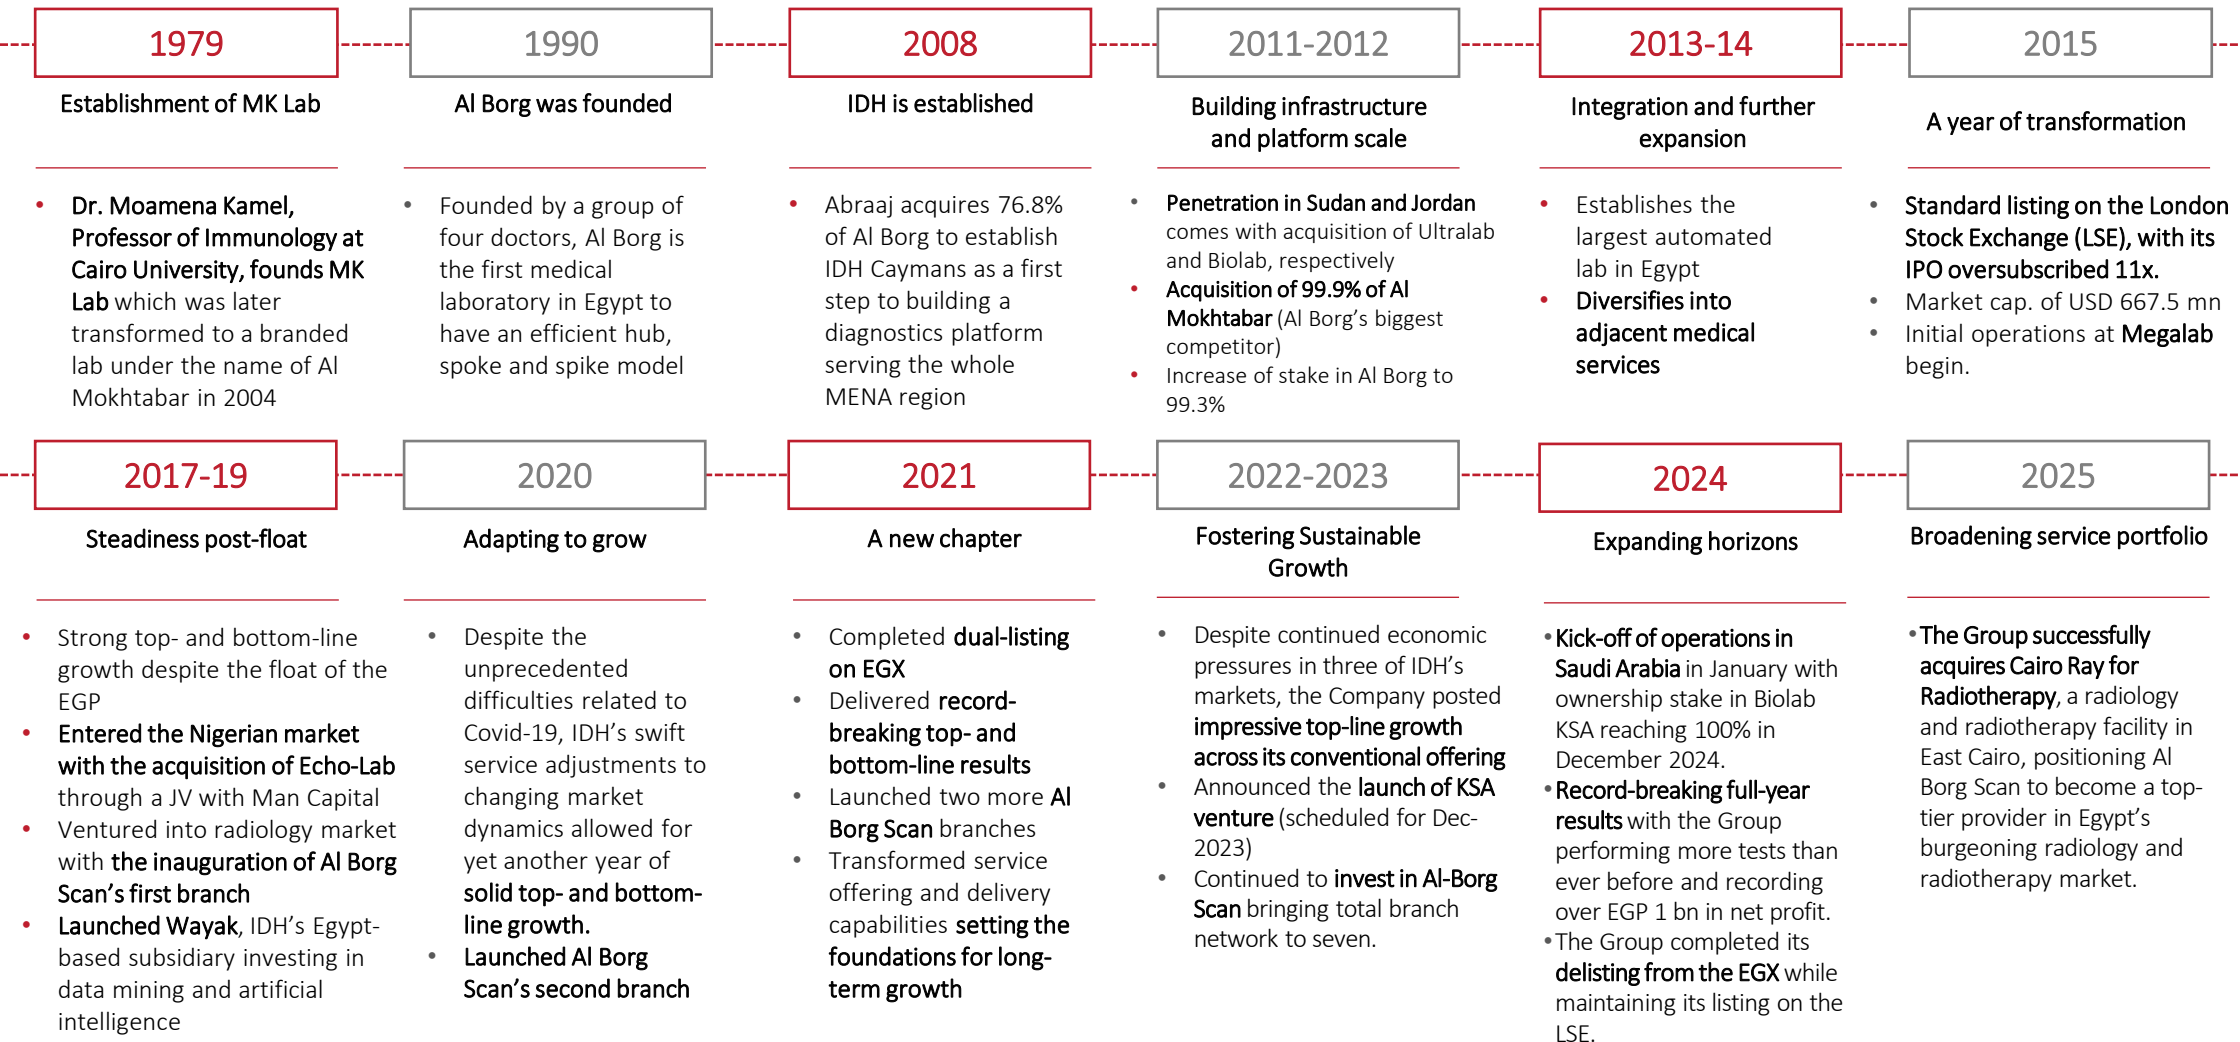 1979
Establishment of MK Lab
• Dr. Moamena Kamel,
Professor of Immunology at
Cairo University, founds MK
Lab which was later
transformed to a branded
lab under the name of Al
Mokhtabar in 2004
1990
Al Borg was founded
• Founded by a group of
four doctors, Al Borg is
the first medical
laboratory in Egypt to
have an efficient hub,
spoke and spike model
2008
IDH is established
• Abraaj acquires 76.8%
of Al Borg to establish
IDH Caymans as a first
step to building a
diagnostics platform
serving the whole
MENA region
2011-2012
Building infrastructure
and platform scale
• Penetration in Sudan and Jordan
comes with acquisition of Ultralab
and Biolab, respectively
• Acquisition of 99.9% of Al
Mokhtabar (Al Borg’s biggest
competitor)
• Increase of stake in Al Borg to
99.3%
2013-14
Integration and further
expansion
• Establishes the
largest automated
lab in Egypt
• Diversifies into
adjacent medical
services
2015
A year of transformation
• Standard listing on the London
Stock Exchange (LSE), with its
IPO oversubscribed 11x.
• Market cap. of USD 667.5 mn
• Initial operations at Megalab
begin.
2017-19
Steadiness post-float
• Strong top- and bottom-line
growth despite the float of the
EGP
• Entered the Nigerian market
with the acquisition of Echo-Lab
through a JV with Man Capital
• Ventured into radiology market
with the inauguration of Al Borg
Scan’s first branch
• Launched Wayak, IDH’s Egypt-
based subsidiary investing in
data mining and artificial
intelligence
2020
Adapting to grow
• Despite the
unprecedented
difficulties related to
Covid-19, IDH’s swift
service adjustments to
changing market
dynamics allowed for
yet another year of
solid top- and bottom-
line growth.
• Launched Al Borg
Scan’s second branch
2021
A new chapter
• Completed dual-listing
on EGX
• Delivered record-
breaking top- and
bottom-line results
• Launched two more Al
Borg Scan branches
• Transformed service
offering and delivery
capabilities setting the
foundations for long-
term growth
2022-2023
Fostering Sustainable
Growth
• Despite continued economic
pressures in three of IDH’s
markets, the Company posted
impressive top-line growth
across its conventional offering
• Announced the launch of KSA
venture (scheduled for Dec-
2023)
• Continued to invest in Al-Borg
Scan bringing total branch
network to seven.
2024
Expanding horizons
• Kick-off of operations in
Saudi Arabia in January with
ownership stake in Biolab
KSA reaching 100% in
December 2024.
• Record-breaking full-year
results with the Group
performing more tests than
ever before and recording
over EGP 1 bn in net profit.
• The Group completed its
delisting from the EGX while
maintaining its listing on the
LSE.
2025
Broadening service portfolio
• The Group successfully
acquires Cairo Ray for
Radiotherapy, a radiology
and radiotherapy facility in
East Cairo, positioning Al
Borg Scan to become a top-
tier provider in Egypt’s
burgeoning radiology and
radiotherapy market.